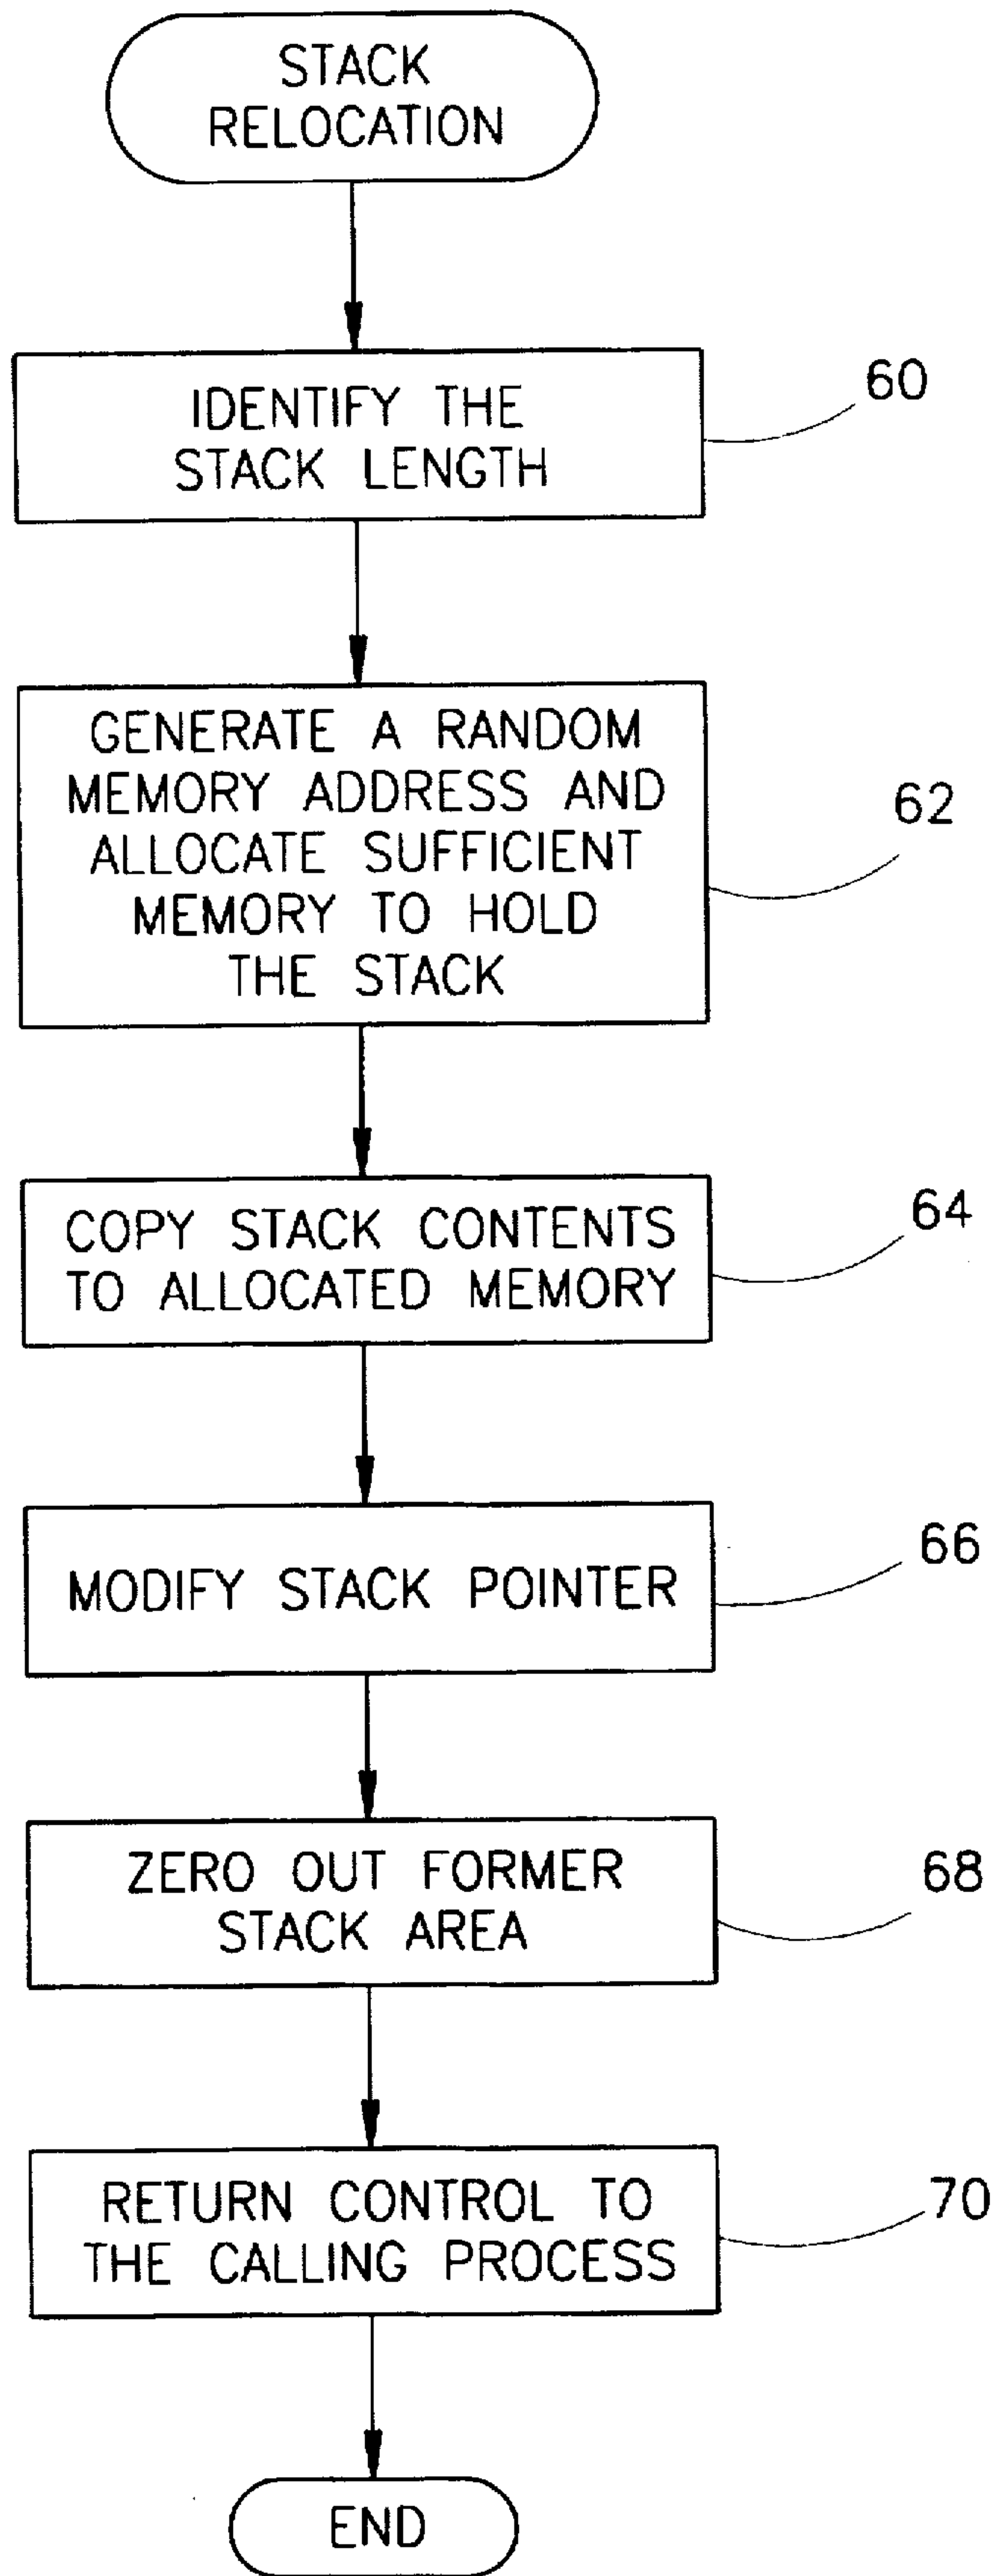 STACK
RELOCATION
IDENTIFY THE
STACK LENGTH
60
GENERATE A RANDOM
MEMORY ADDRESS AND
ALLOCATE SUFFICIENT
MEMORY TO HOLD
THE STACK
62
COPY STACK CONTENTS
TO ALLOCATED MEMORY
64
MODIFY STACK POINTER
66
ZERO OUT FORMER
STACK AREA
68
RETURN CONTROL TO
THE CALLING PROCESS
70
END